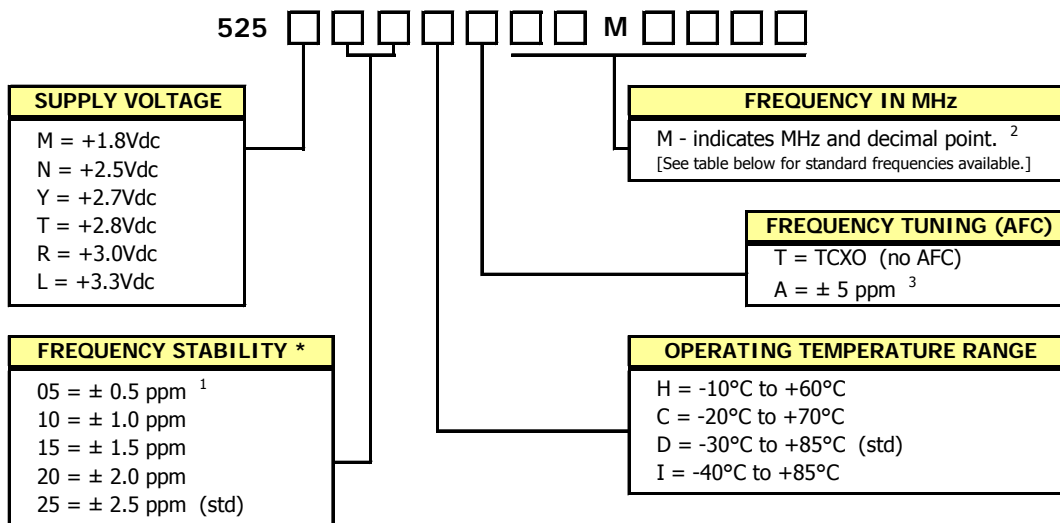 525 M
SUPPLY VOLTAGE
M = +1.8Vdc
N = +2.5Vdc
Y = +2.7Vdc
T = +2.8Vdc
R = +3.0Vdc
L = +3.3Vdc
FREQUENCY IN MHz
M - indicates MHz and decimal point. 2
[See table below for standard frequencies available.]
FREQUENCY TUNING (AFC)
T = TCXO (no AFC)
A = ± 5 ppm 3
FREQUENCY STABILITY *
05 = ± 0.5 ppm 1
10 = ± 1.0 ppm
15 = ± 1.5 ppm
20 = ± 2.0 ppm
25 = ± 2.5 ppm (std)
OPERATING TEMPERATURE RANGE
H = -10°C to +60°C
C = -20°C to +70°C
D = -30°C to +85°C (std)
I = -40°C to +85°C